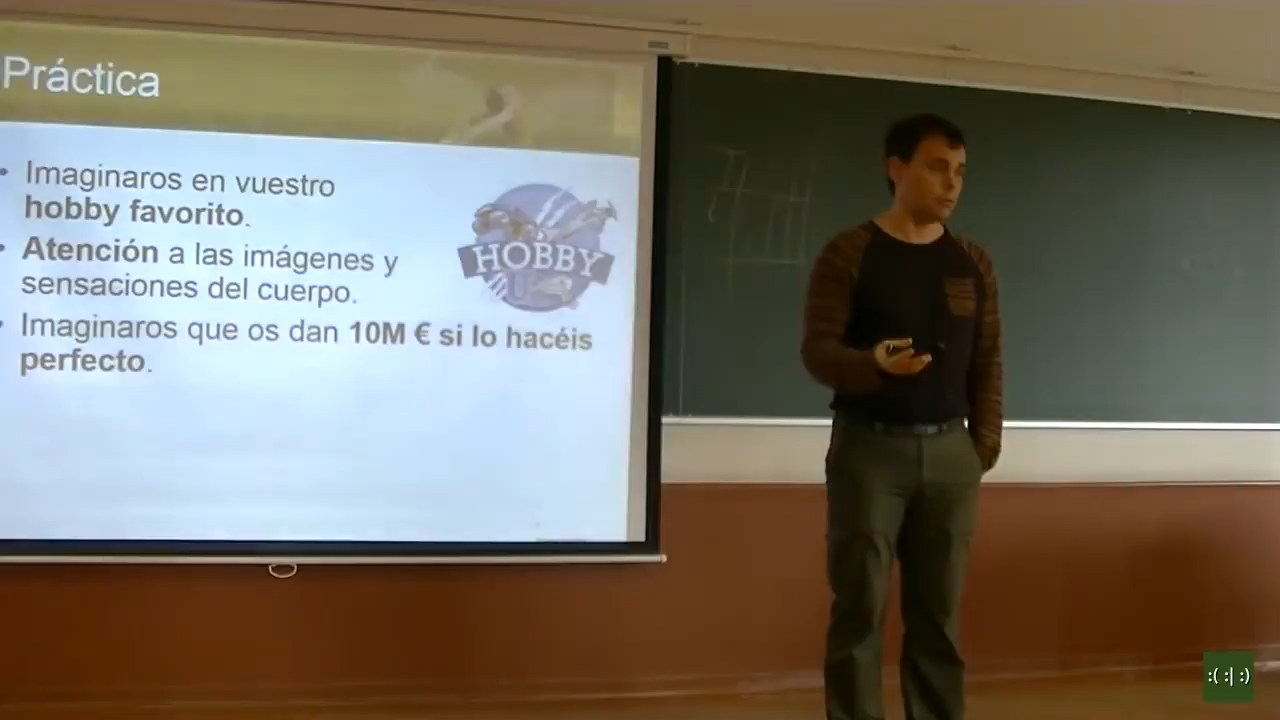 Práctica
• Imaginaros en vuestro
hobby favorito.
• Atención a las imágenes y
sensaciones del cuerpo.
• Imaginaros que os dan 10M € si lo hacéis
perfecto.
HOBBY
:( :| :)